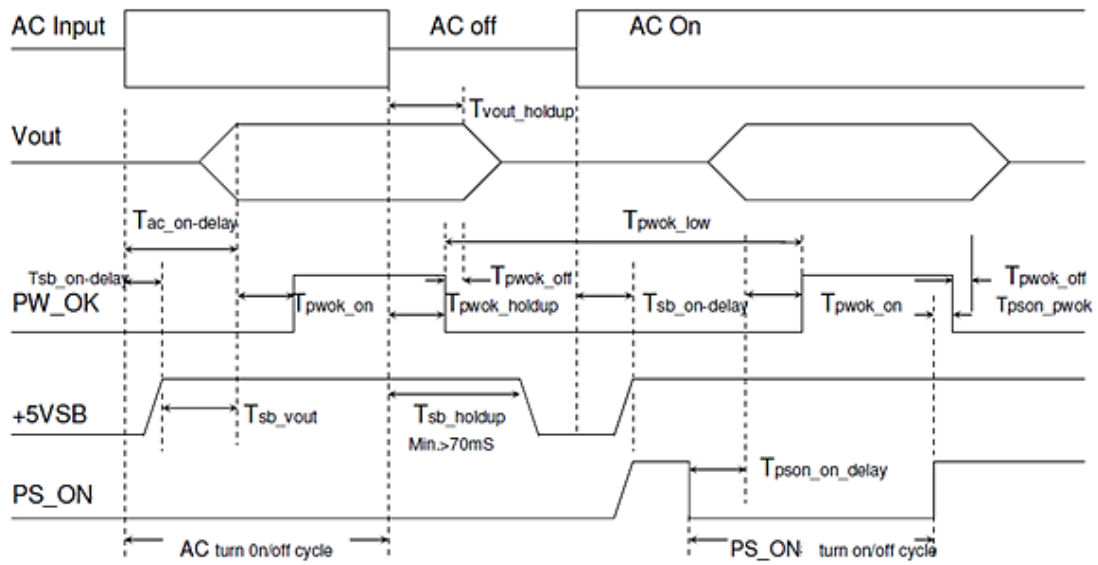 AC Input
AC off
AC On
Tvout_holdup
Vout
Tac_on-delay
Tpwok_low
Tsb_on-delay
Tpwok_off
Tpwok_off
PW_OK
Tpwok_on
Tpwok_holdup
Tsb_on-delay
Tpwok_on
Tpson_pwok
+5VSB
Tsb_vout
Tsb_holdup
Min.>70mS
Tpson_on_delay
PS_ON
AC turn 0n/off cycle
PS_ON: turn on/off cycle